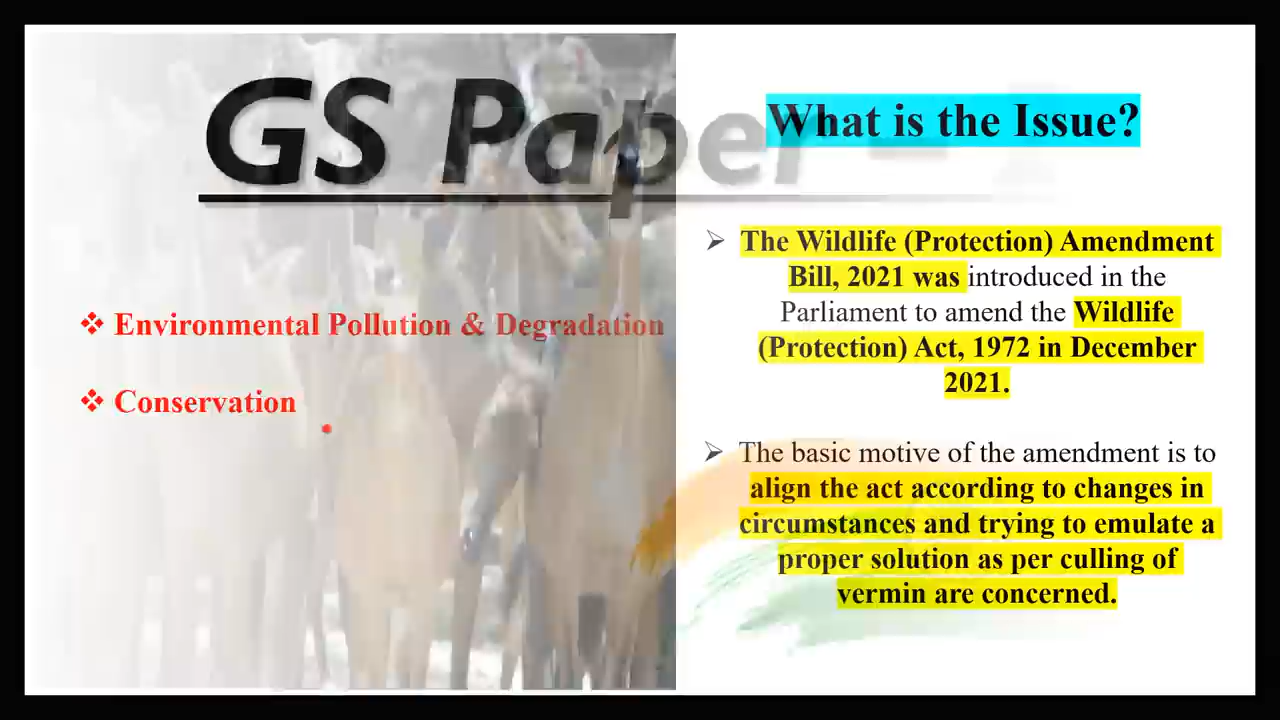 GS Paper
❖ Environmental Pollution & Degradation
❖ Conservation
What is the Issue?
➢ The Wildlife (Protection) Amendment
Bill, 2021 was introduced in the
Parliament to amend the Wildlife
(Protection) Act, 1972 in December
2021.
➢ The basic motive of the amendment is to
align the act according to changes in
circumstances and trying to emulate a
proper solution as per culling of
vermin are concerned.